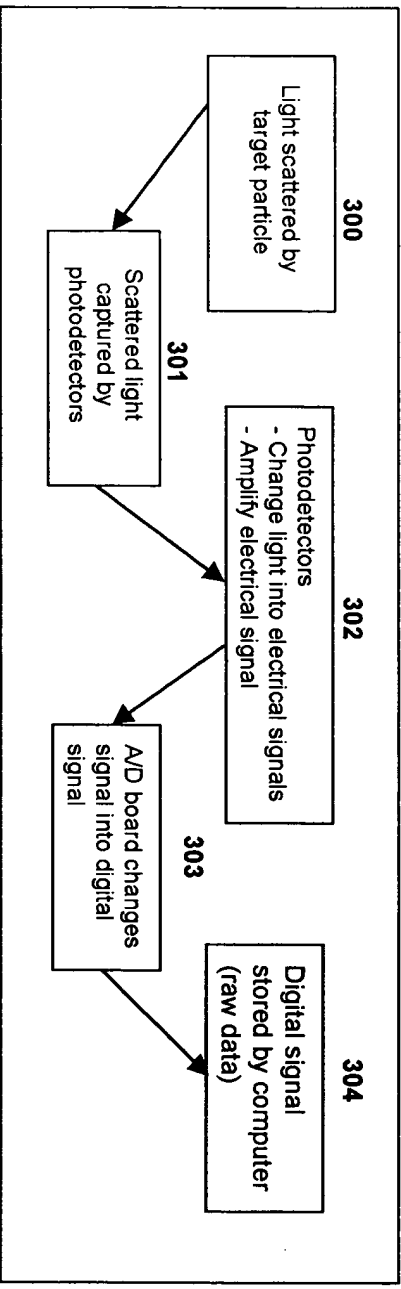 300
Light scattered by
target particle
301
Scattered light
captured by
photodetectors
302
Photodetectors
- Change light into electrical signals
- Amplify electrical signal
303
A/D board changes
signal into digital
signal
304
Digital signal
stored by computer
(raw data)